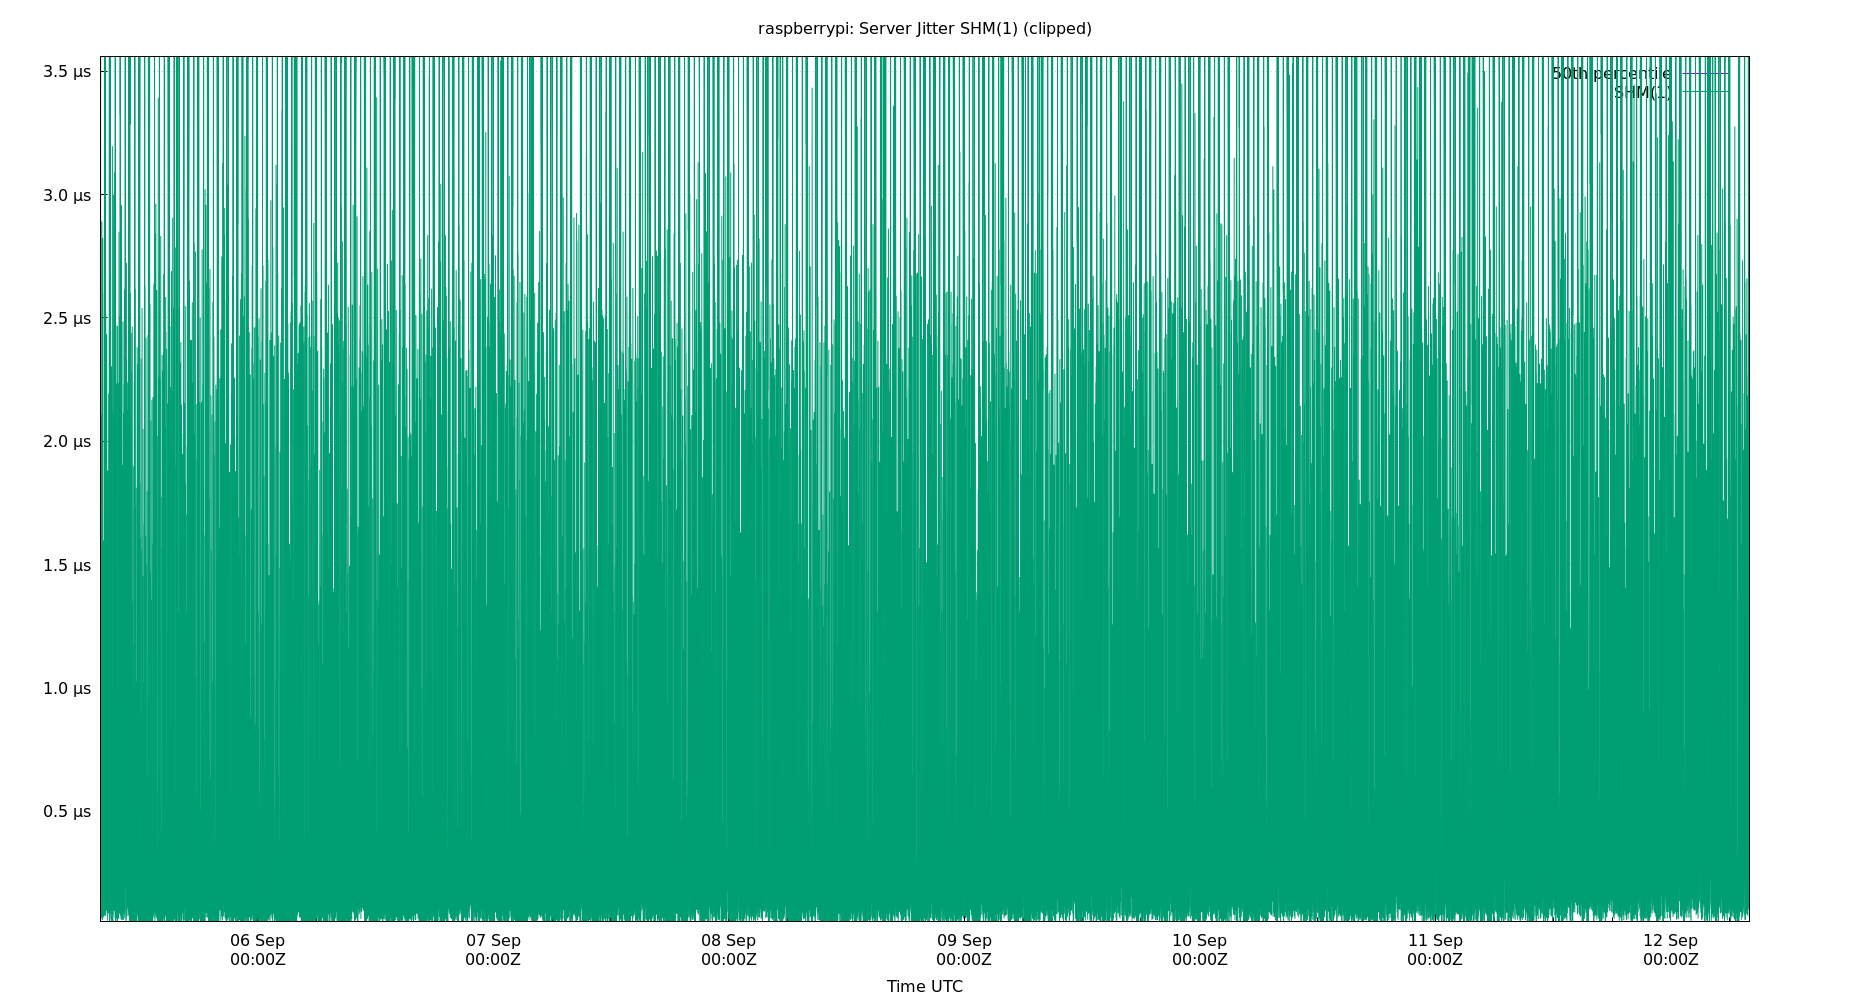 raspberrypi: Server Jitter SHM(1) (clipped)
3.5 µs
50th percentile
SHM(1)
3.0 µs
2.5 µs
2.0 µs
1.5 µs
1.0 µs
0.5 µs
06 Sep 07 Sep 08 Sep 09 Sep 10 Sep 11 Sep 12 Sep
00:00Z 00:00Z 00:00Z 00:00Z 00:00Z 00:00Z 00:00Z
Time UTC